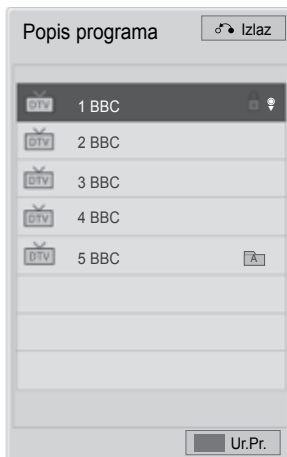 Popis programa Izlaz
DTV 1 BBC
DTV 2 BBC
DTV 3 BBC
DTV 4 BBC
DTV 5 BBC A
Ur.Pr.